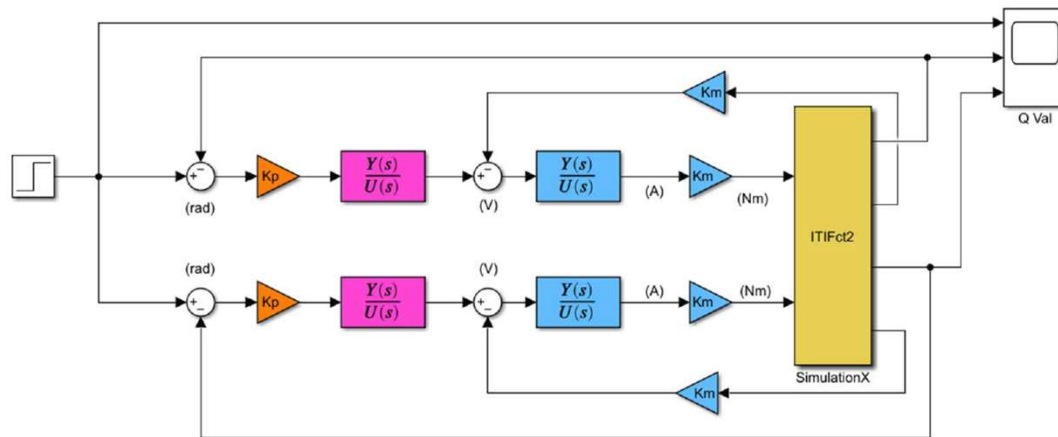 Q Val
Km
+
−
(rad)
Kp
Y(s)
U(s)
+
−
(V)
Y(s)
U(s)
(A)
Km
(Nm)
ITIFct2
(rad)
+
−
Kp
Y(s)
U(s)
(V)
+
−
Y(s)
U(s)
(A)
Km
(Nm)
SimulationX
Km